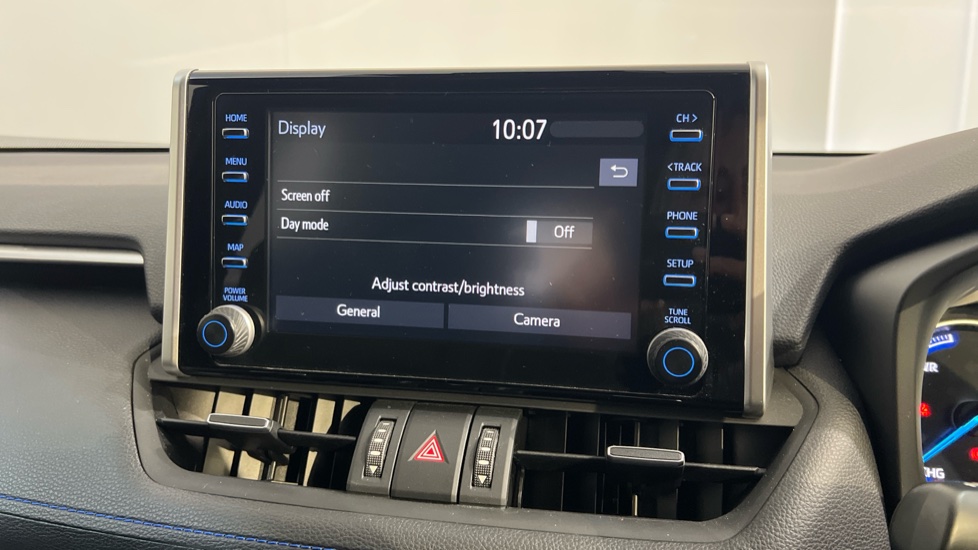 HOME
MENU
AUDIO
MAP
POWER
VOLUME
Display
10:07
Screen off
Day mode
Off
Adjust contrast/brightness
General
Camera
CH >
<TRACK
PHONE
SETUP
TUNE
SCROLL